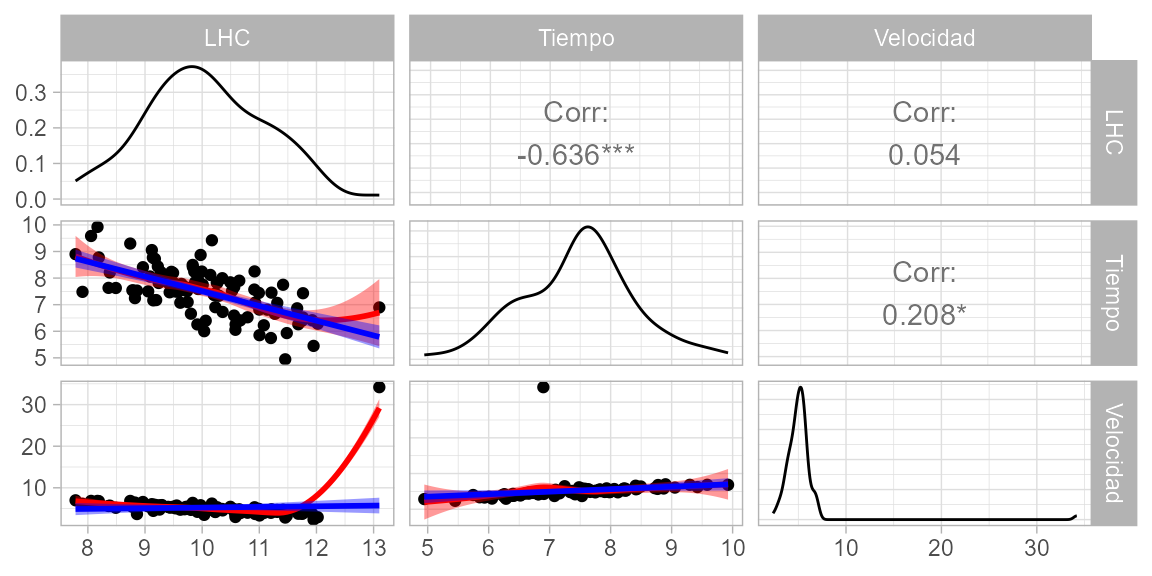 LHC Tiempo Velocidad
0.3
0.2
0.1
0.0
Corr:
-0.636***
Corr:
0.054
LHC
10
9
8
7
6
5
Corr:
0.208*
Tiempo
30
20
10
Velocidad
8 9 10 11 12 13
5 6 7 8 9 10
10 20 30